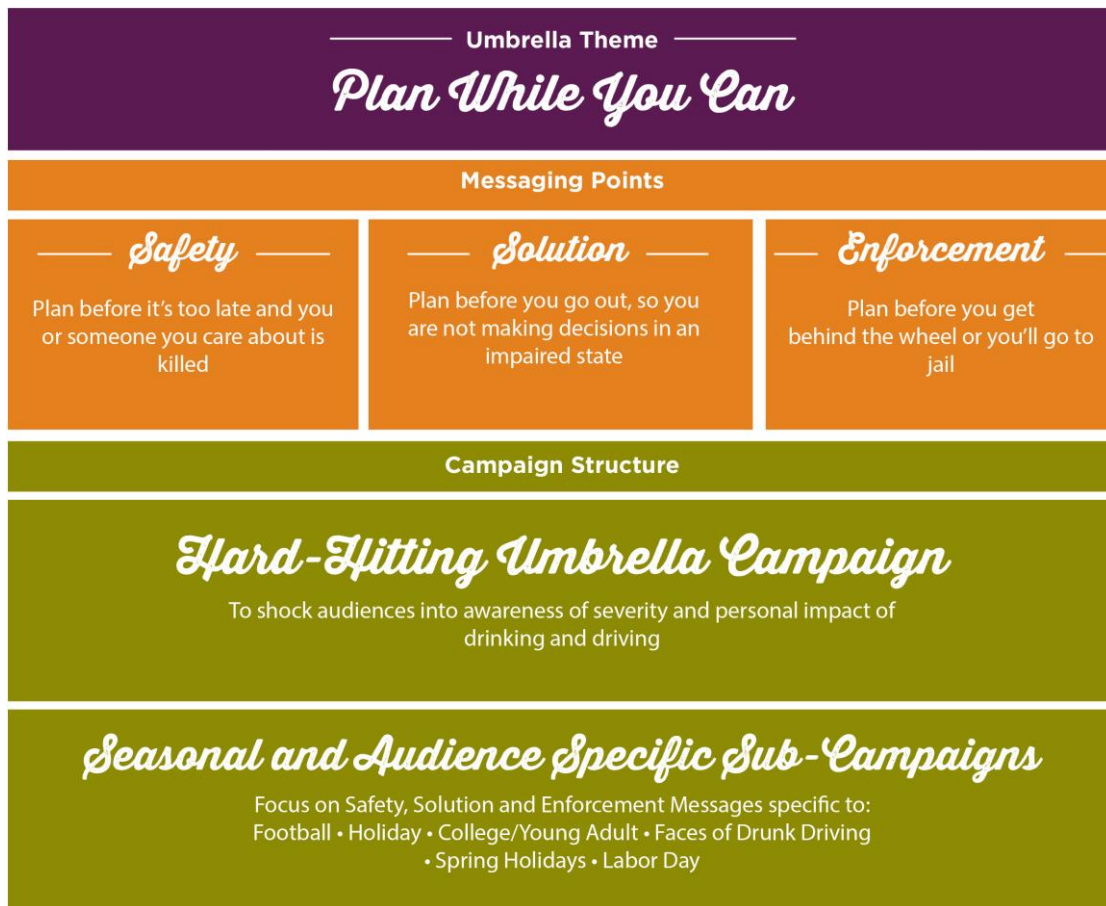 Umbrella Theme
Plan While You Can
Messaging Points
Safety
Plan before it’s too late and you
or someone you care about is
killed
Solution
Plan before you go out, so you
are not making decisions in an
impaired state
Enforcement
Plan before you get
behind the wheel or you’ll go to
jail
Campaign Structure
Hard-Hitting Umbrella Campaign
To shock audiences into awareness of severity and personal impact of
drinking and driving
Seasonal and Audience Specific Sub-Campaigns
Focus on Safety, Solution and Enforcement Messages specific to:
Football • Holiday • College/Young Adult • Faces of Drunk Driving
• Spring Holidays • Labor Day